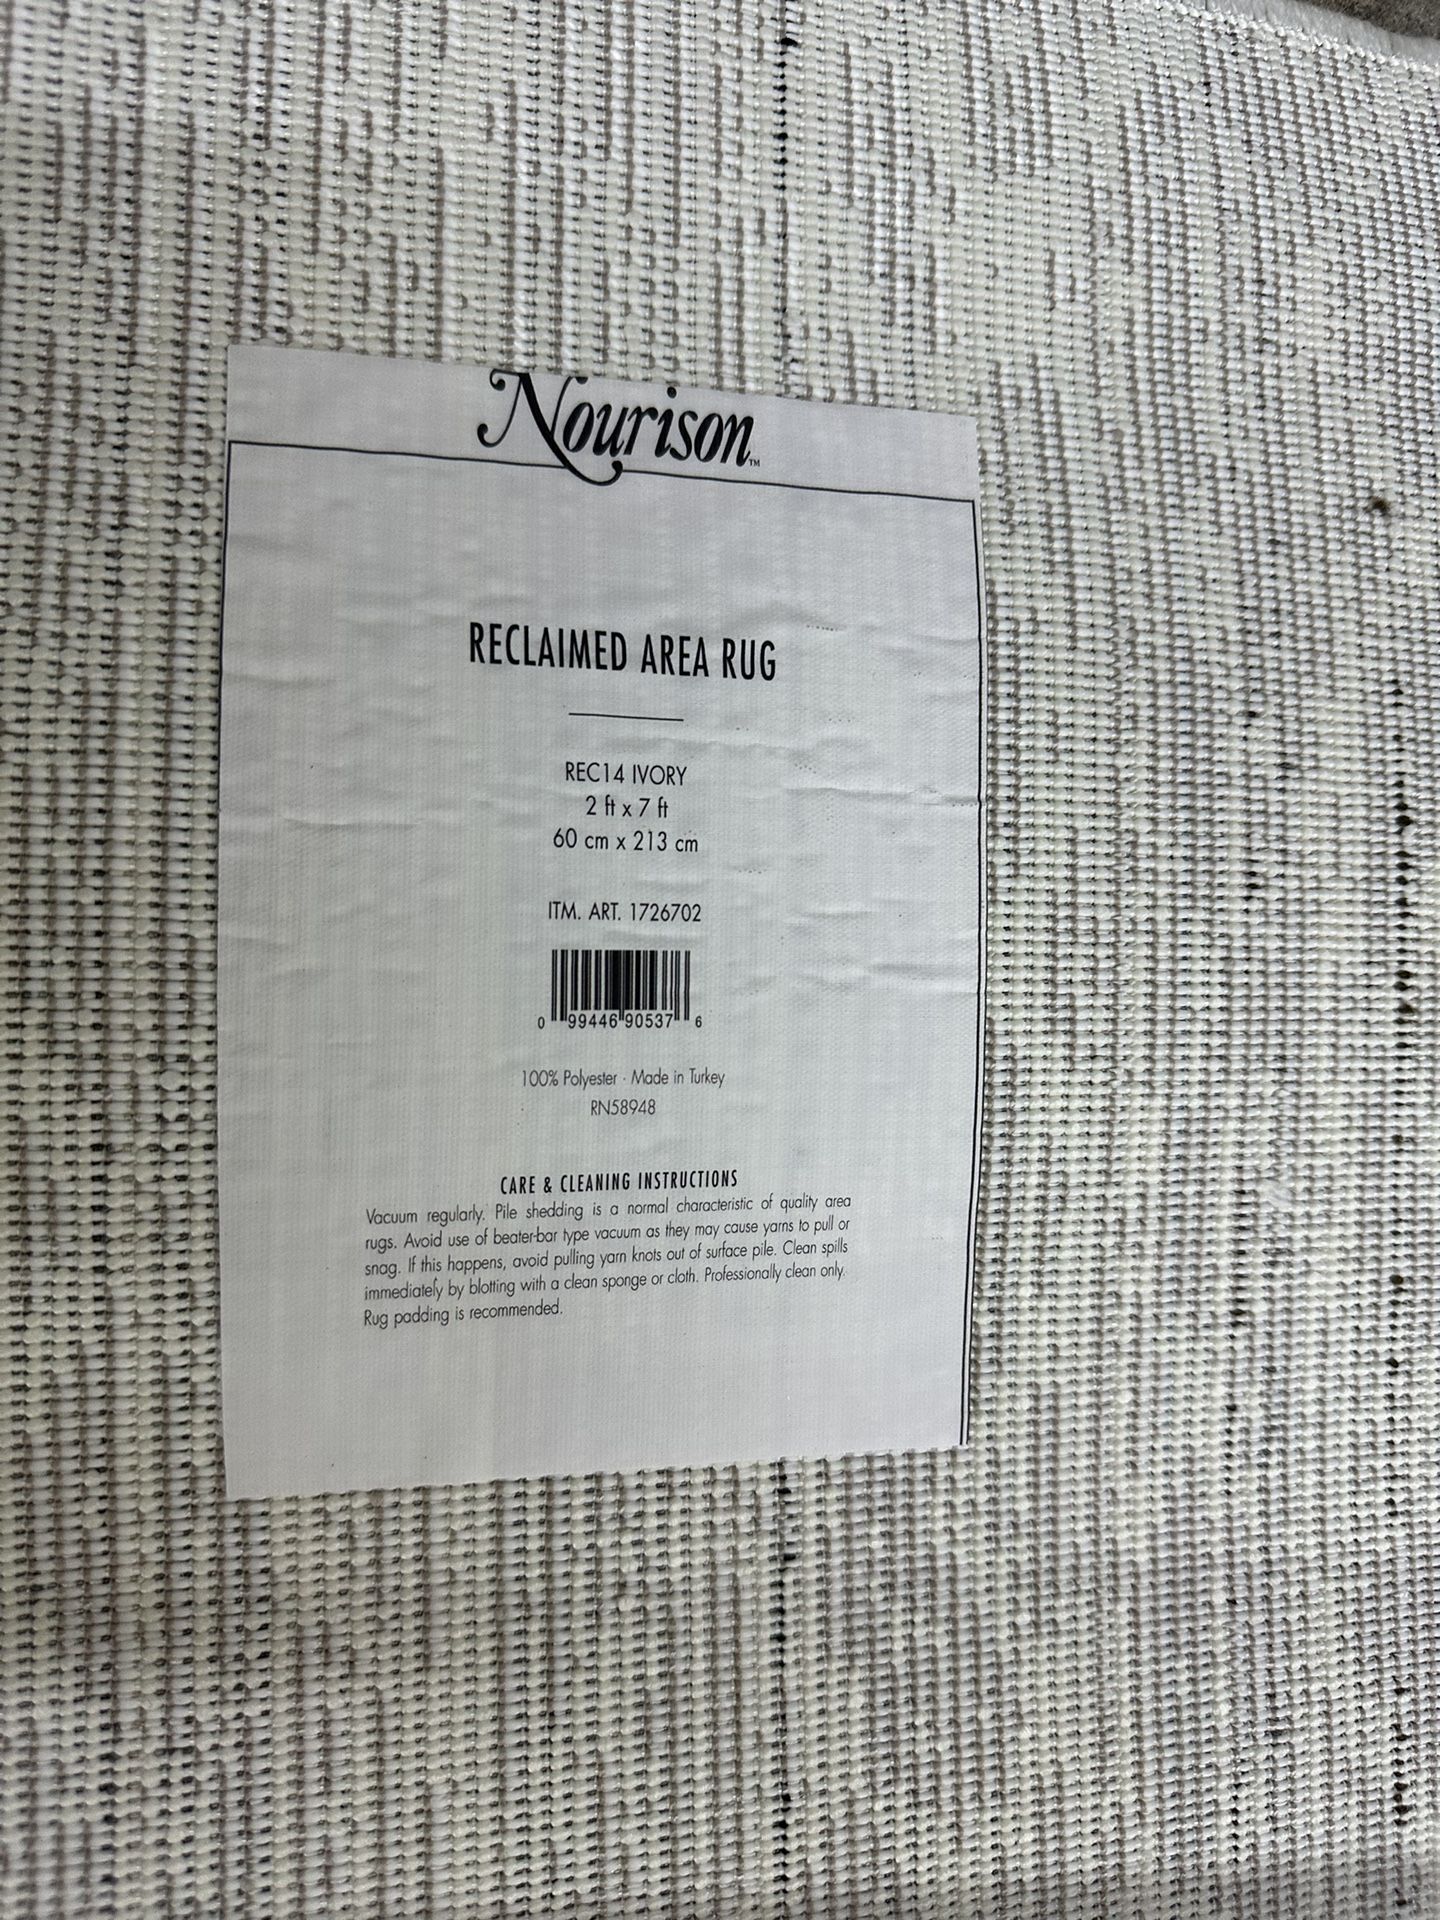 Nourison™
RECLAIMED AREA RUG
REC14 IVORY
2 ft x 7 ft
60 cm x 213 cm
ITM. ART. 1726702
0 99446 90537 6
100% Polyester · Made in Turkey
RN58948
CARE & CLEANING INSTRUCTIONS
Vacuum regularly. Pile shedding is a normal characteristic of quality area
rugs. Avoid use of beater-bar type vacuum as they may cause yarns to pull or
snag. If this happens, avoid pulling yarn knots out of surface pile. Clean spills
immediately by blotting with a clean sponge or cloth. Professionally clean only.
Rug padding is recommended.